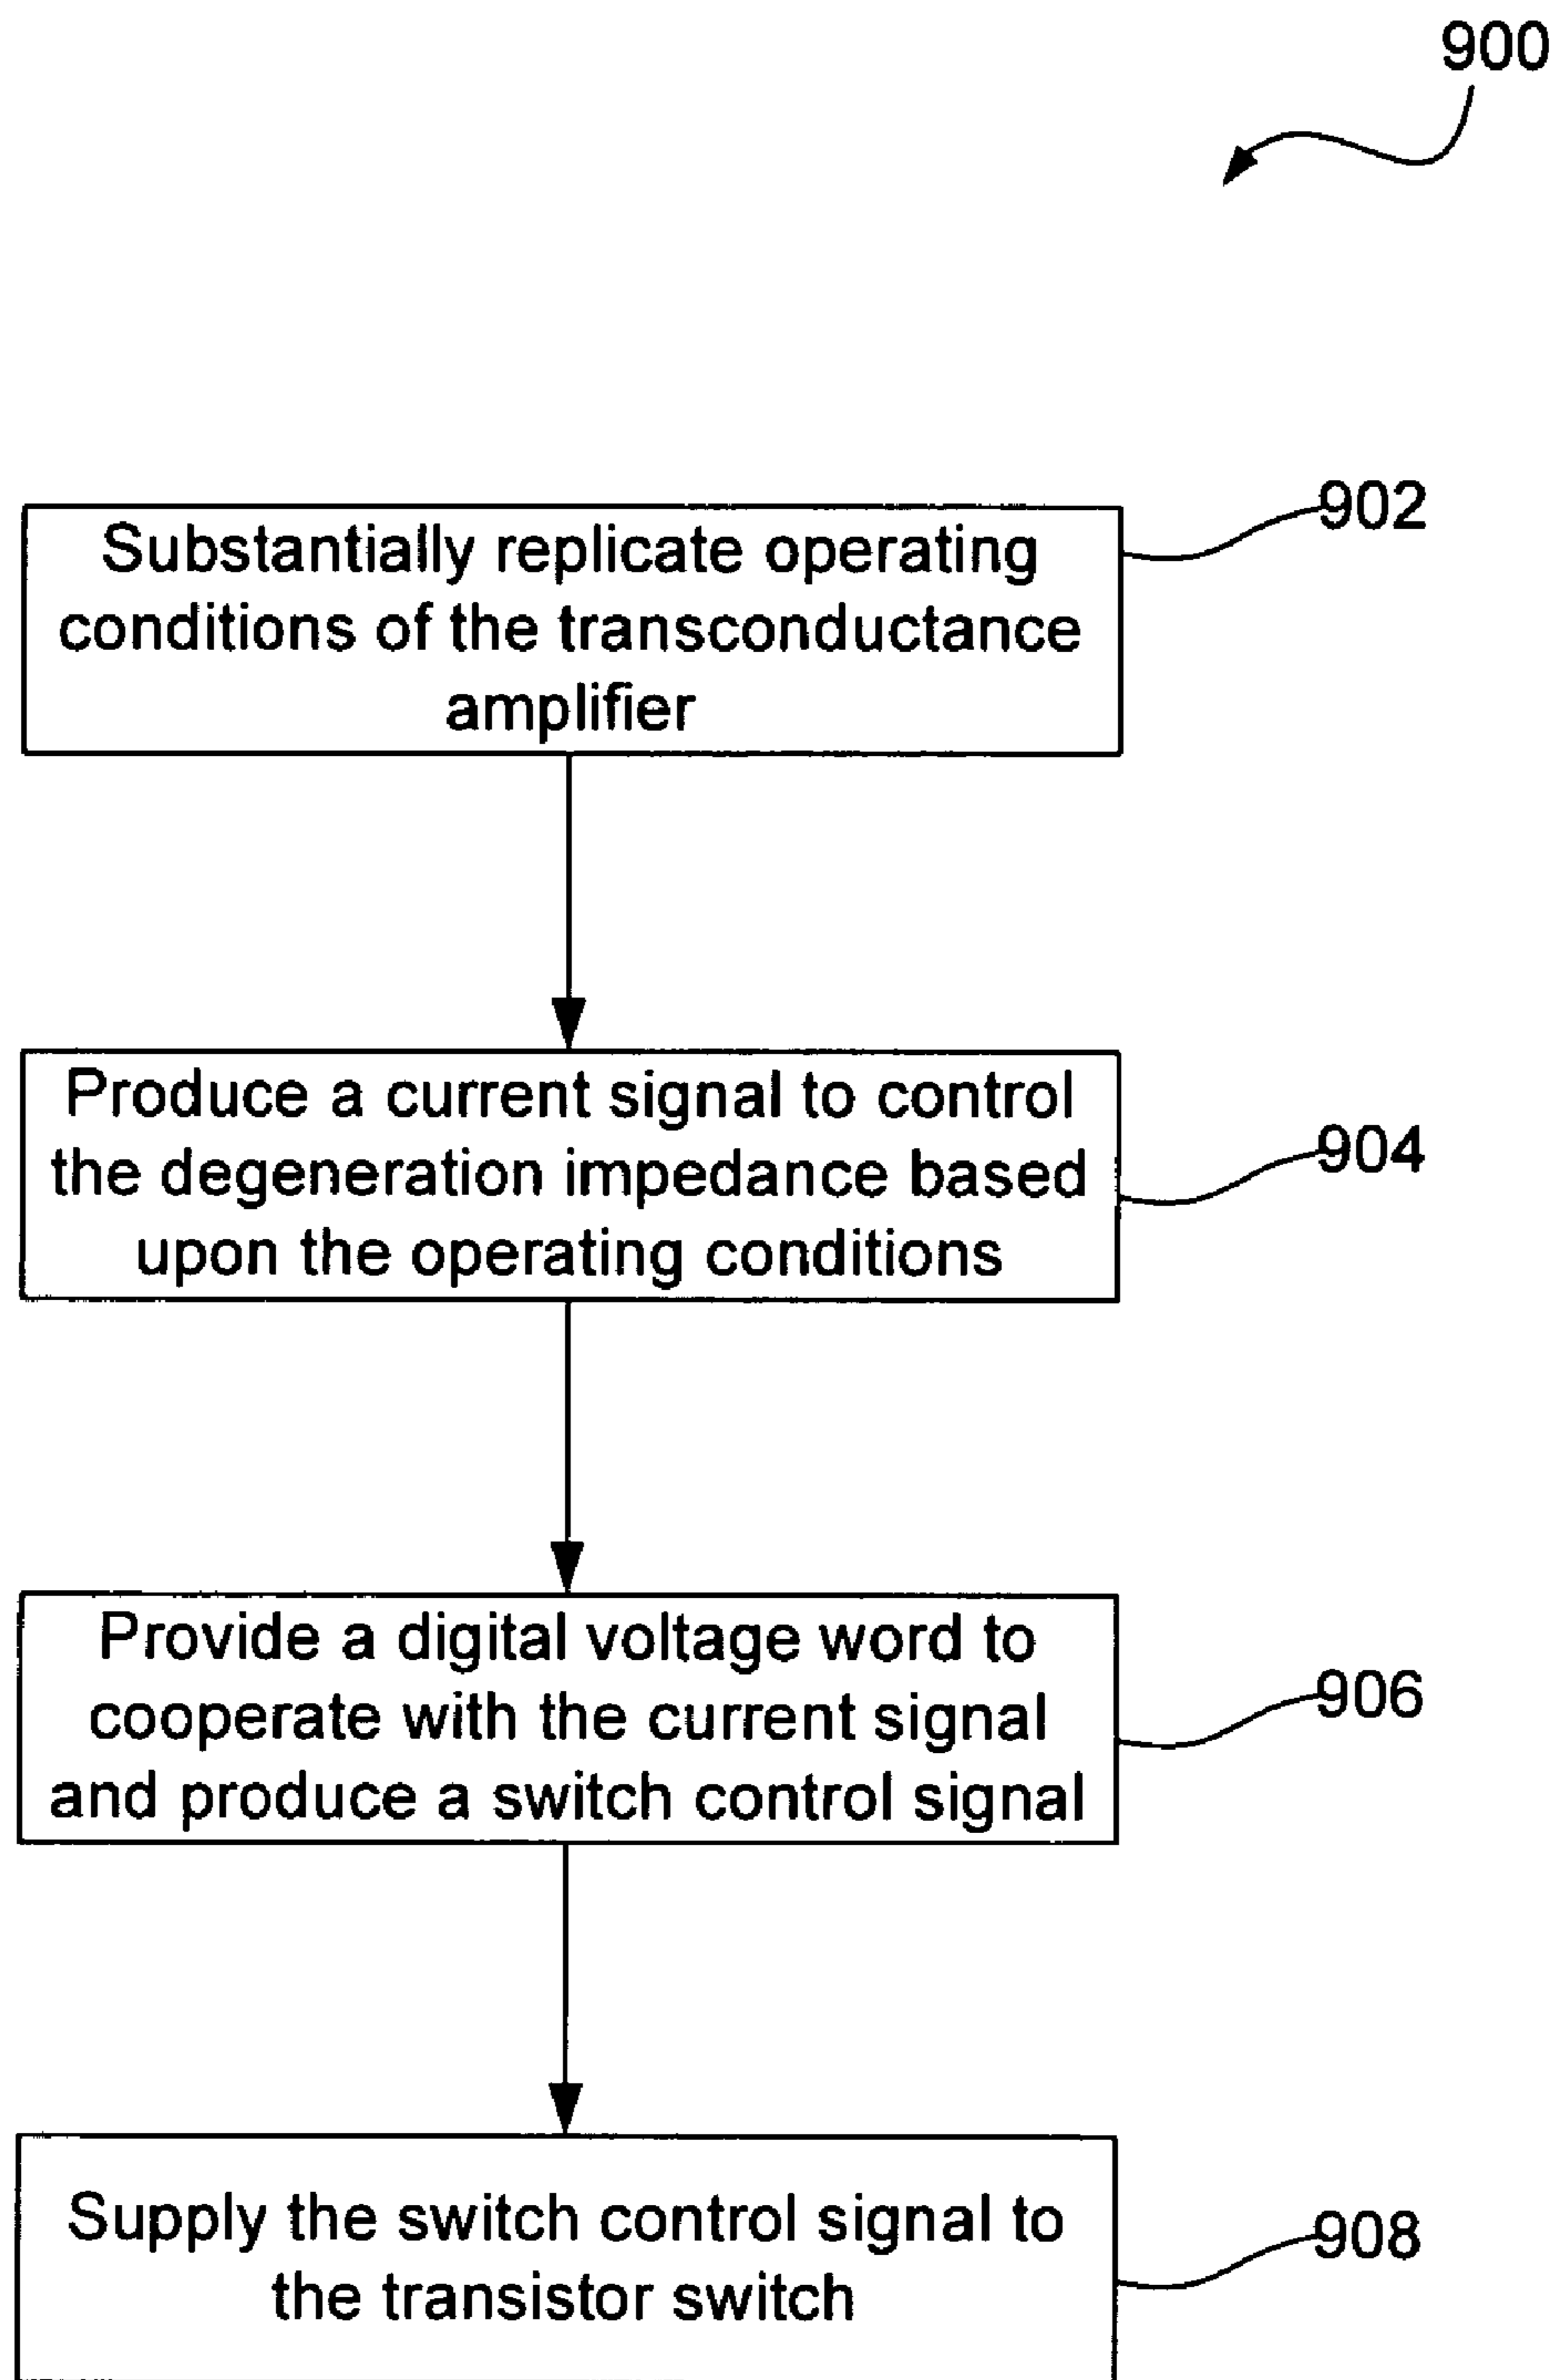 900
Substantially replicate operating
conditions of the transconductance
amplifier
902
Produce a current signal to control
the degeneration impedance based
upon the operating conditions
904
Provide a digital voltage word to
cooperate with the current signal
and produce a switch control signal
906
Supply the switch control signal to
the transistor switch
908